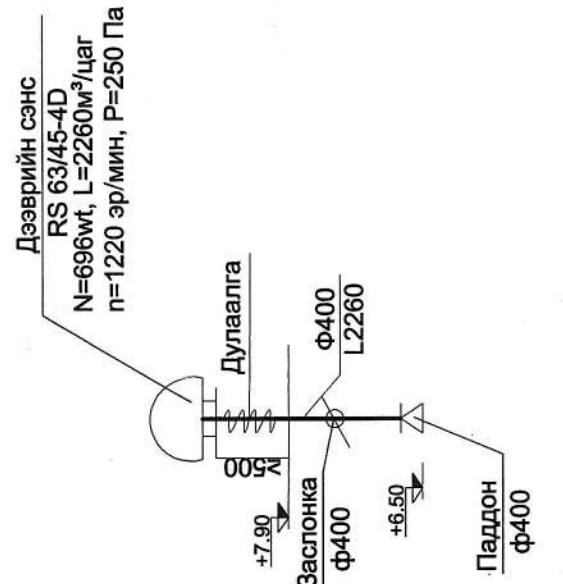 Дээврийн сэнс
RS 63/45-4D
N=696wt, L=2260м³/цаг
n=1220 эр/мин, P=250 Па
Дулаалга
ф400
L2260
≥500
+7.90
Заслонка
ф400
+6.50
Паддон
ф400